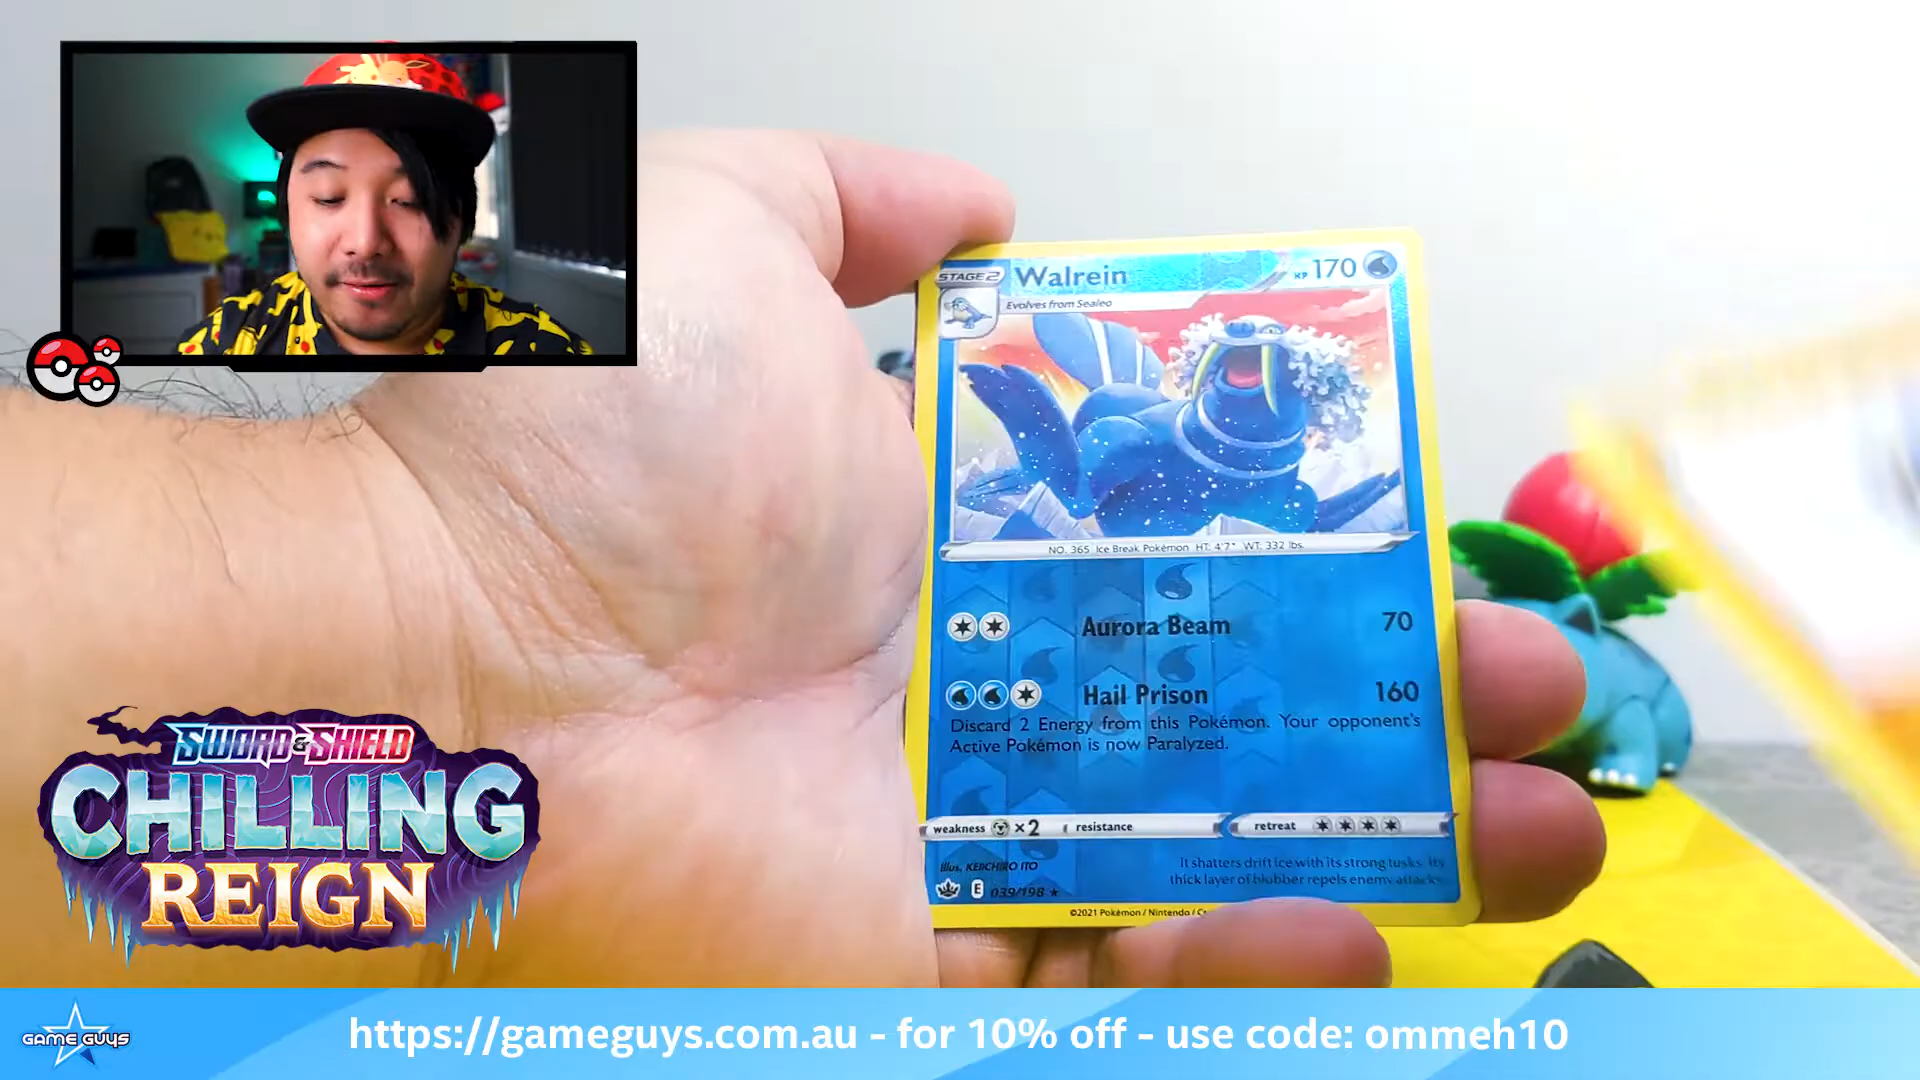 STAGE 2 Walrein HP 170
Evolves from Sealeo
NO. 365 Ice Break Pokémon HT: 4'7" WT: 332 lbs.
Aurora Beam 70
Hail Prison 160
Discard 2 Energy from this Pokémon. Your opponent's
Active Pokémon is now Paralyzed.
weakness ×2 resistance retreat
Illus. KEIICHIRO ITO
It shatters drift ice with its strong tusks. Its
thick layer of blubber repels enemy attacks.
E 039/198 ★
©2021 Pokémon / Nintendo /
SWORD & SHIELD
CHILLING
REIGN
GAME GUYS
https://gameguys.com.au - for 10% off - use code: ommeh10